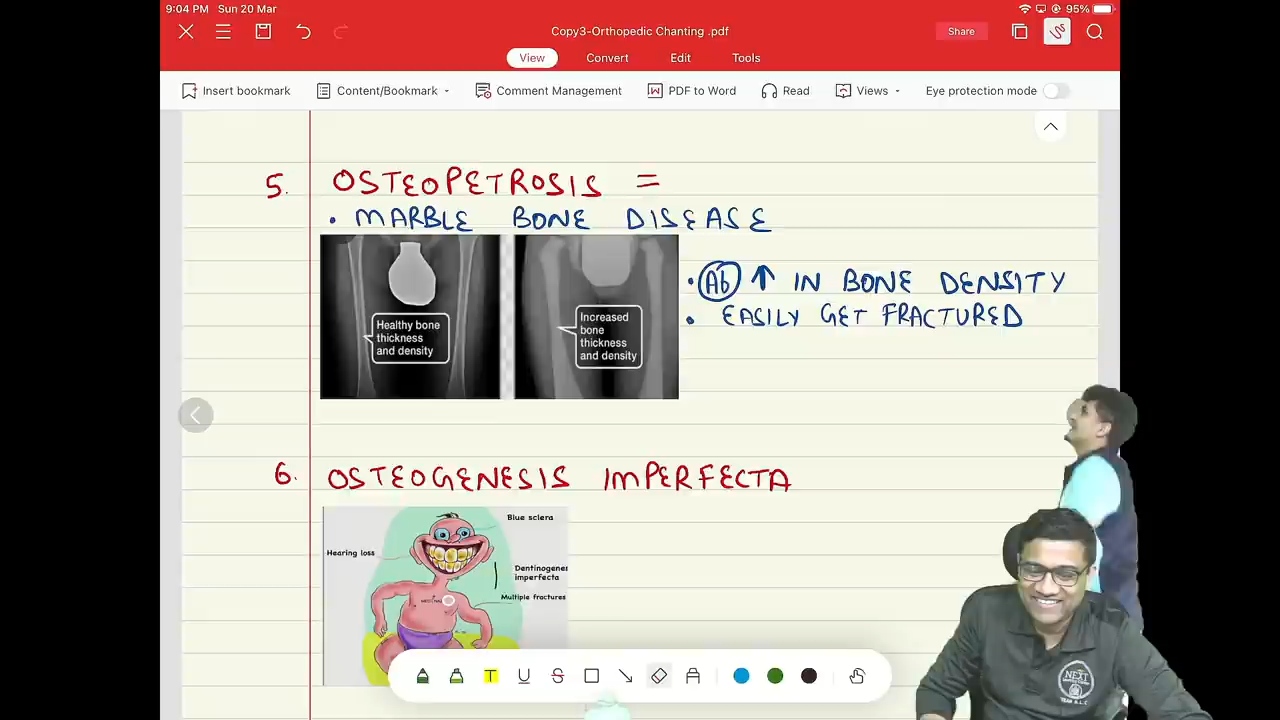 9:04 PM Sun 20 Mar 95%
Copy3-Orthopedic Chanting .pdf
Share
View Convert Edit Tools
Insert bookmark Content/Bookmark Comment Management PDF to Word Read Views Eye protection mode
5. OSTEOPETROSIS =
• MARBLE BONE DISEASE
Healthy bone
thickness
and density
Increased
bone
thickness
and density
• Ab ↑ IN BONE DENSITY
• EASILY GET FRACTURED
6. OSTEOGENESIS IMPERFECTA
Blue sclera
Hearing loss
Dentinogenes
imperfecta
Multiple fractures
T U S
NEXT
TEAM